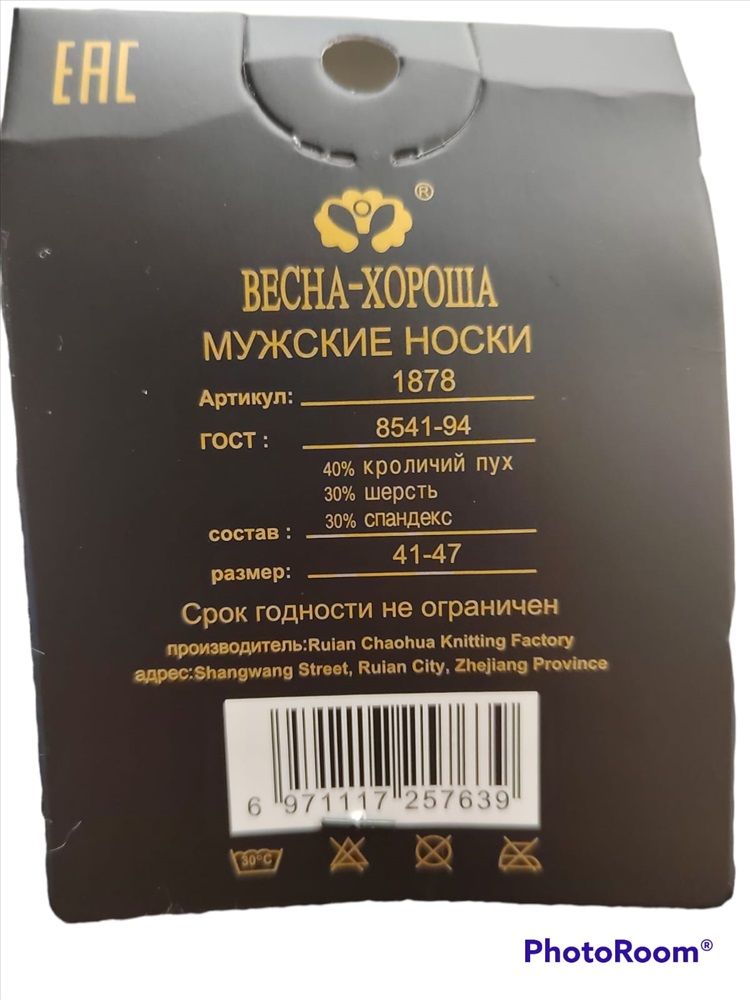 ЕАС
®
ВЕСНА-ХОРОША
МУЖСКИЕ НОСКИ
Артикул: 1878
ГОСТ : 8541-94
40% кроличий пух
30% шерсть
состав : 30% спандекс
размер: 41-47
Срок годности не ограничен
производитель:Ruian Chaohua Knitting Factory
адрес:Shangwang Street, Ruian City, Zhejiang Province
6 971117 257639
30°C
PhotoRoom®